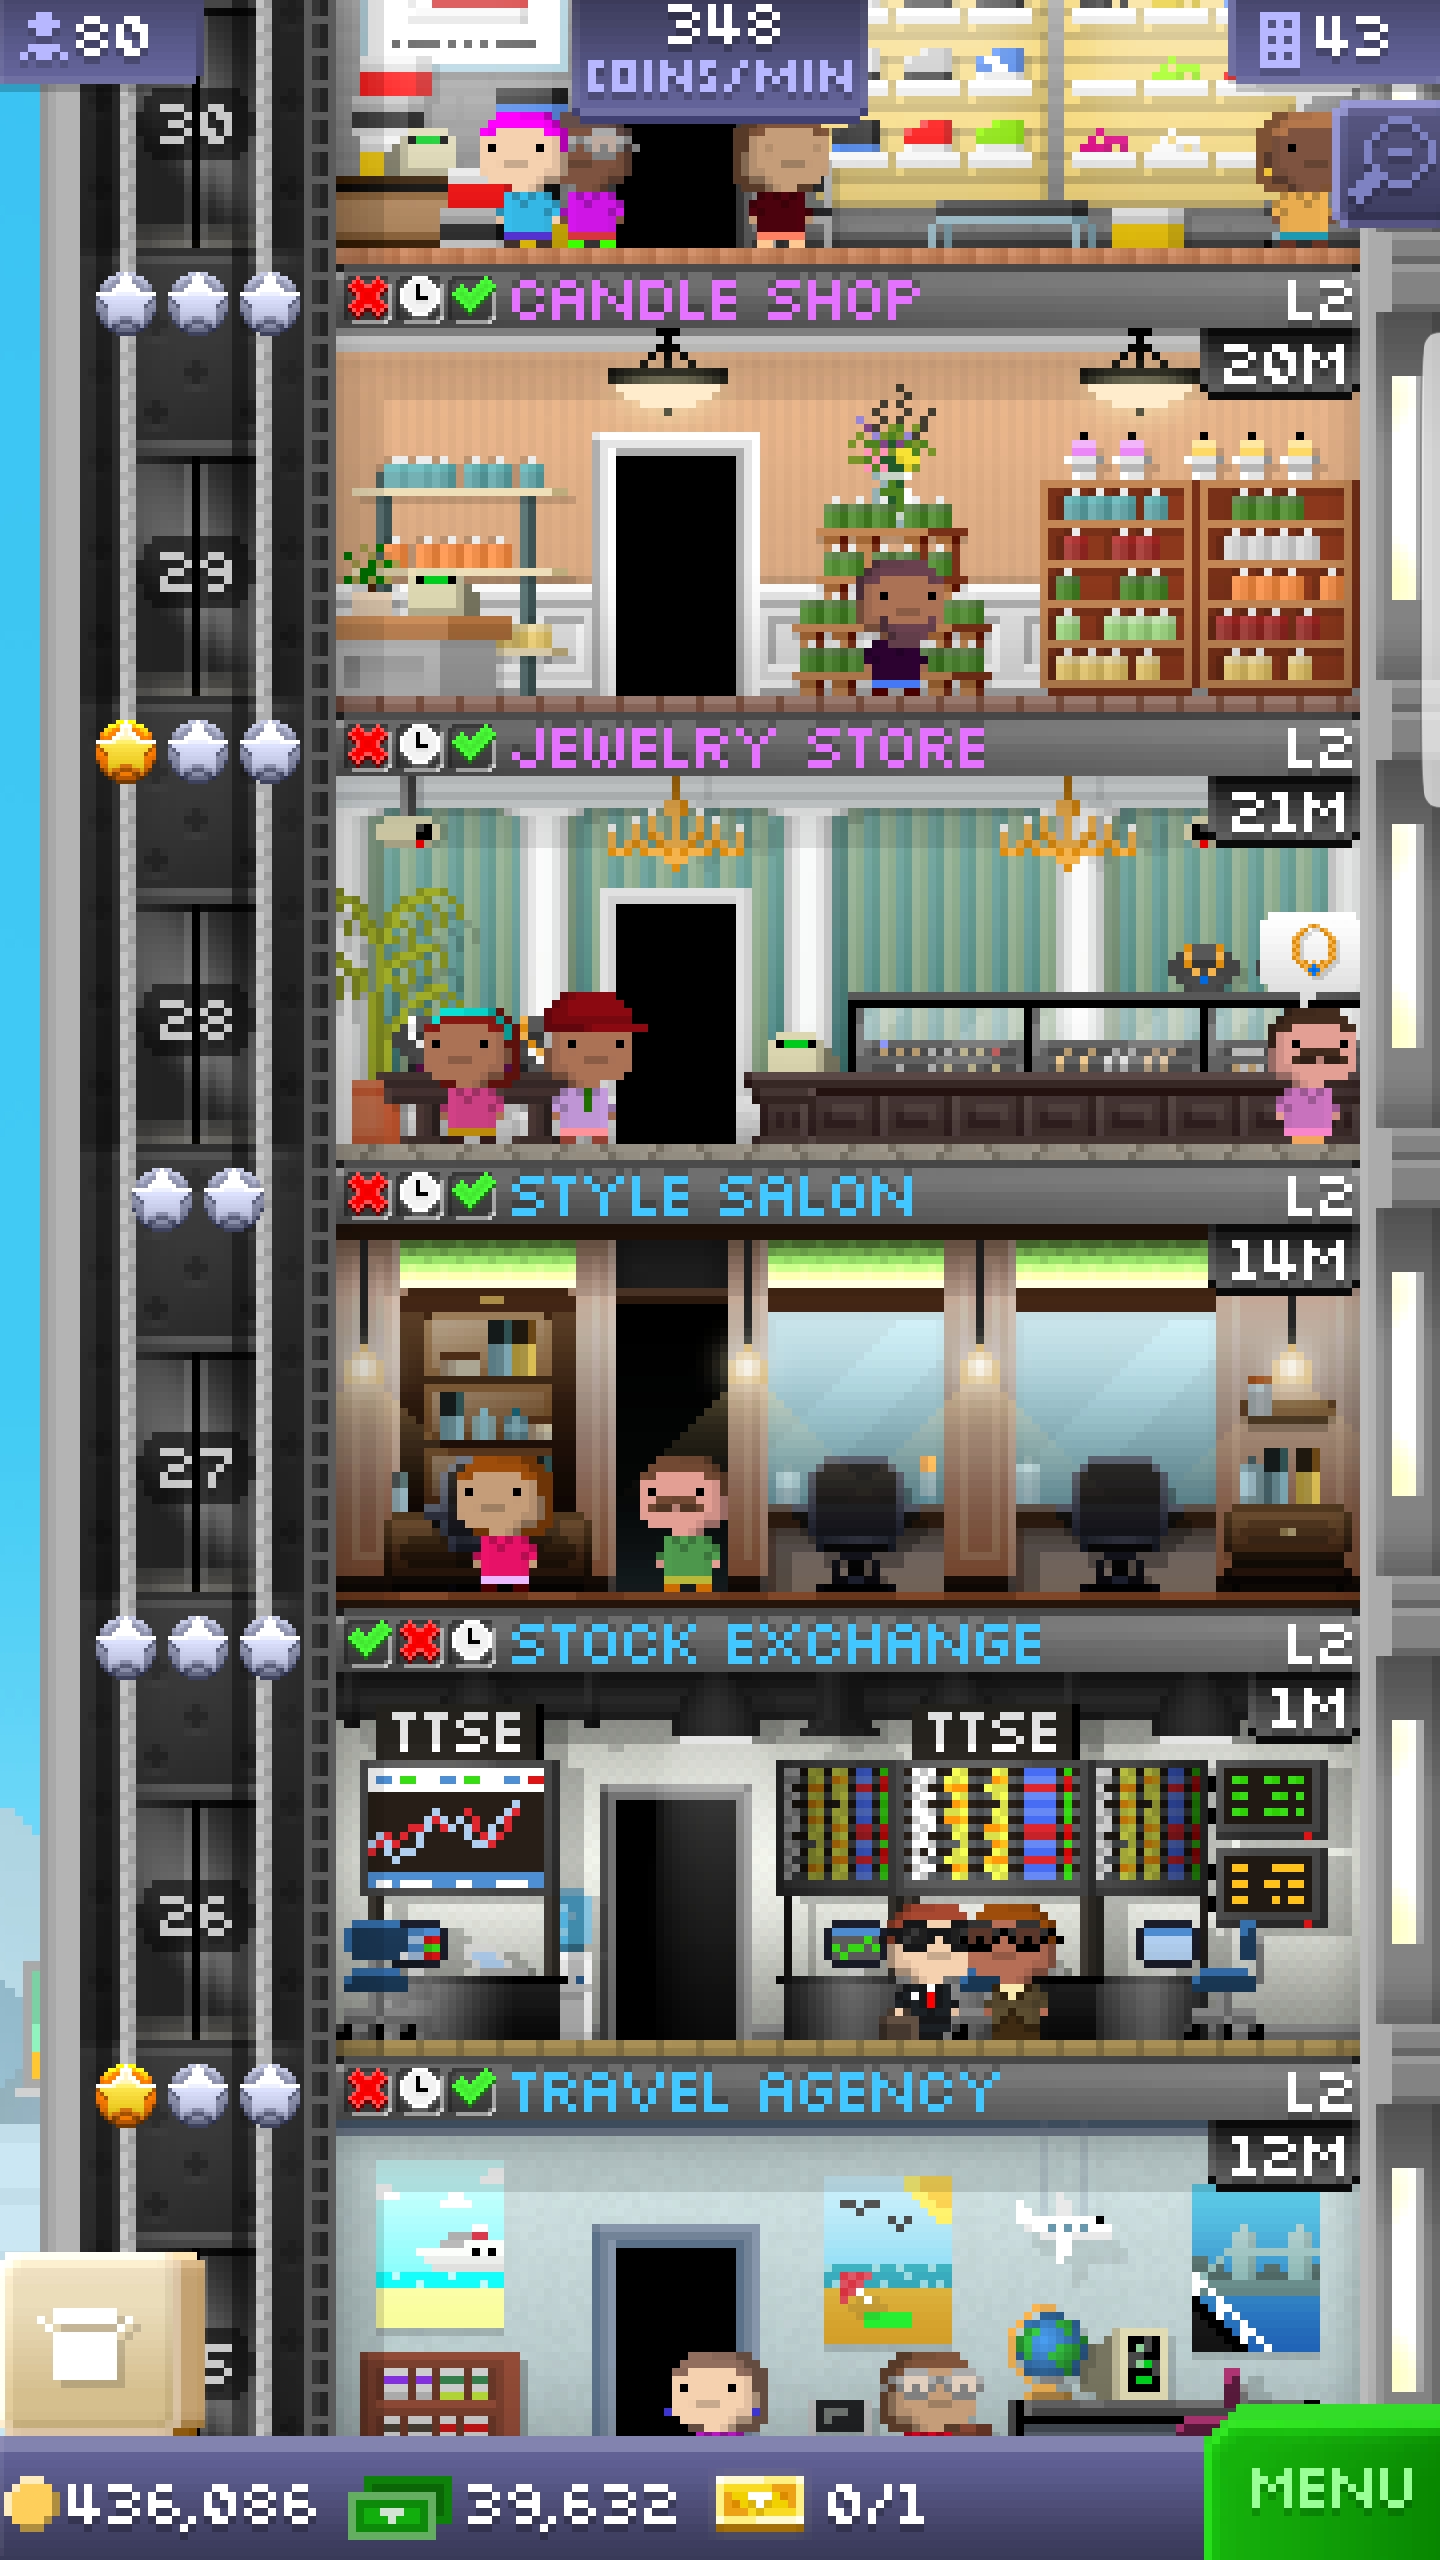 80
348
COINS/MIN
43
30
CANDLE SHOP L2
20M
29
JEWELRY STORE L2
21M
28
STYLE SALON L2
14M
27
STOCK EXCHANGE L2
1M
TTSE TTSE
26
TRAVEL AGENCY L2
12M
5
436,086 39,632 0/1 MENU